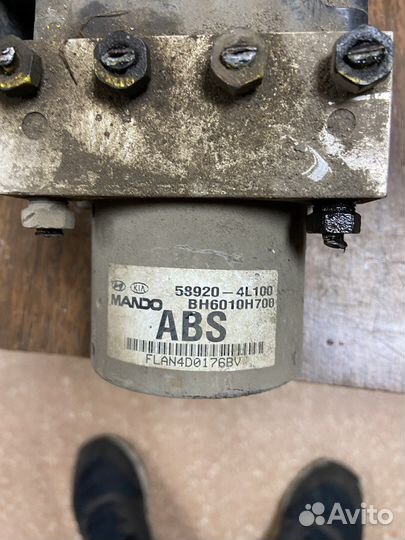 KIA 58920-4L100
MANDO BH6010H700
ABS
FLAN4D0176BV
Avito